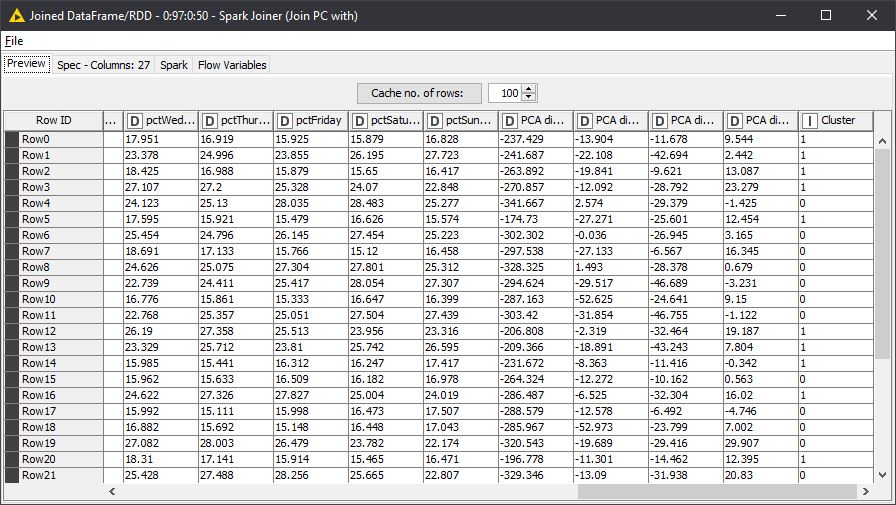 Joined DataFrame/RDD - 0:97:0:50 - Spark Joiner (Join PC with)
File
Preview Spec - Columns: 27 Spark Flow Variables
Cache no. of rows: 100
Row ID ... D pctWed... D pctThur... D pctFriday D pctSatu... D pctSun... D PCA di... D PCA di... D PCA di... D PCA di... I Cluster
Row0 17.951 16.919 15.925 15.879 16.828 -237.429 -13.904 -11.678 9.544 1
Row1 23.378 24.996 23.855 26.195 27.723 -241.687 -22.108 -42.694 2.442 1
Row2 18.425 16.988 15.879 15.65 16.417 -263.892 -19.841 -9.621 13.087 1
Row3 27.107 27.2 25.328 24.07 22.848 -270.857 -12.092 -28.792 23.279 1
Row4 24.123 25.13 28.035 28.483 25.277 -341.667 2.574 -29.379 -1.425 0
Row5 17.595 15.921 15.479 16.626 15.574 -174.73 -27.271 -25.601 12.454 1
Row6 25.454 24.796 26.145 27.454 25.223 -302.302 -0.036 -26.945 3.165 0
Row7 18.691 17.133 15.766 15.12 16.458 -297.538 -27.133 -6.567 16.345 0
Row8 24.626 25.075 27.304 27.801 25.312 -328.325 1.493 -28.378 0.679 0
Row9 22.739 24.411 25.417 28.054 27.307 -294.624 -29.517 -46.689 -3.231 0
Row10 16.776 15.861 15.333 16.647 16.399 -287.163 -52.625 -24.641 9.15 0
Row11 22.768 25.357 25.051 27.504 27.439 -303.42 -31.854 -46.755 -1.122 0
Row12 26.19 27.358 25.513 23.956 23.316 -206.808 -2.319 -32.464 19.187 1
Row13 23.329 25.712 23.81 25.742 26.595 -209.366 -18.891 -43.243 7.804 1
Row14 15.985 15.441 16.312 16.247 17.417 -231.672 -8.363 -11.416 -0.342 1
Row15 15.962 15.633 16.509 16.182 16.978 -264.324 -12.272 -10.162 0.563 0
Row16 24.622 27.326 27.827 25.004 24.019 -286.487 -6.525 -32.304 16.02 1
Row17 15.992 15.111 15.998 16.473 17.507 -288.579 -12.578 -6.492 -4.746 0
Row18 16.882 15.692 15.148 16.448 17.043 -285.967 -52.973 -23.799 7.002 0
Row19 27.082 28.003 26.479 23.782 22.174 -320.543 -19.689 -29.416 29.907 0
Row20 18.31 17.141 15.914 15.465 16.471 -196.778 -11.301 -14.462 12.395 1
Row21 25.428 27.488 28.256 25.665 22.807 -329.346 -13.09 -31.938 20.83 0